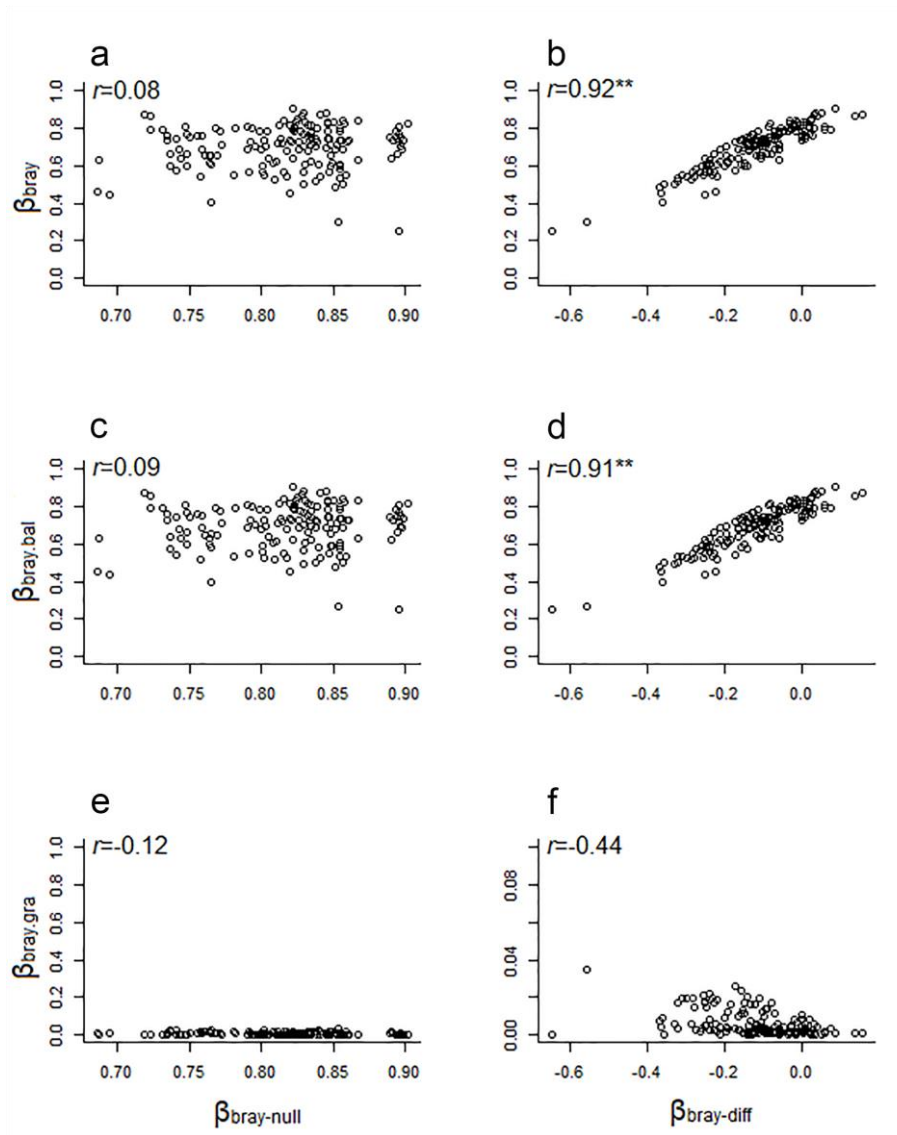 a
r=0.08
βbray
1.0
0.8
0.6
0.4
0.2
0.0
0.70 0.75 0.80 0.85 0.90
b
r=0.92**
1.0
0.8
0.6
0.4
0.2
0.0
-0.6 -0.4 -0.2 0.0
c
r=0.09
βbray.bal
1.0
0.8
0.6
0.4
0.2
0.0
0.70 0.75 0.80 0.85 0.90
d
r=0.91**
1.0
0.8
0.6
0.4
0.2
0.0
-0.6 -0.4 -0.2 0.0
e
r=-0.12
βbray.gra
1.0
0.8
0.6
0.4
0.2
0.0
0.70 0.75 0.80 0.85 0.90
βbray-null
f
r=-0.44
0.08
0.04
0.00
-0.6 -0.4 -0.2 0.0
βbray-diff